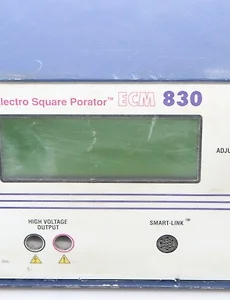 lectro Square Porator™ ECM 830
ADJU
HIGH VOLTAGE
OUTPUT
SMART-LINK™